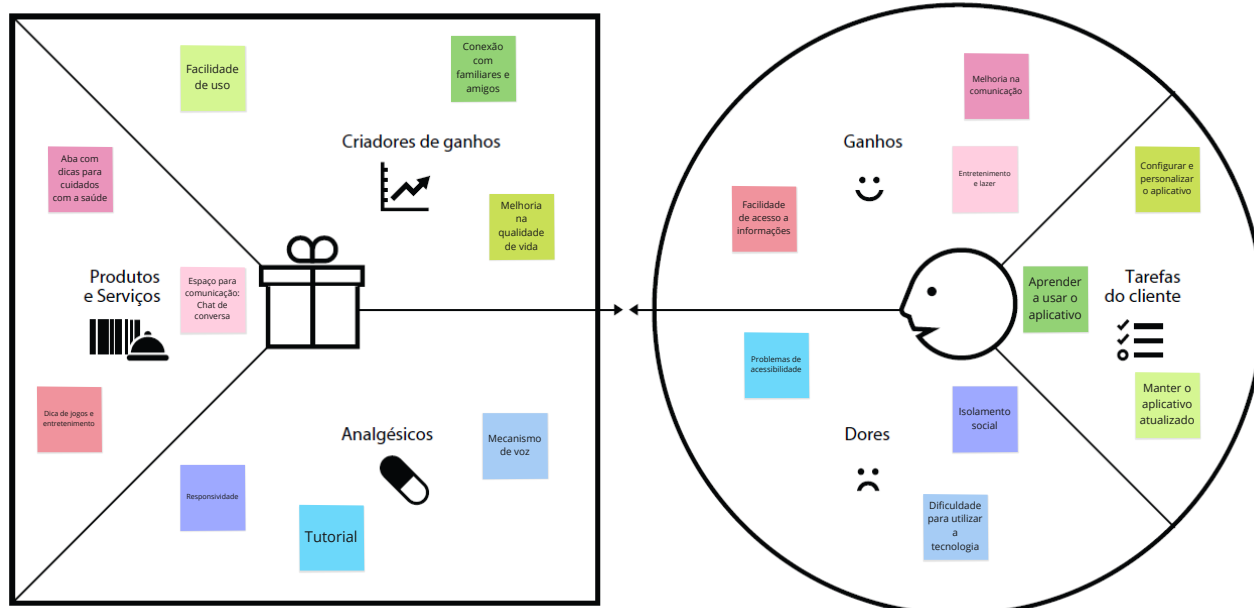 Facilidade
de uso
Conexão
com
familiares e
amigos
Criadores de ganhos
Melhoria
na
qualidade
de vida
Aba com
dicas para
cuidados
com a saúde
Produtos
e Serviços
Espaço para
comunicação:
Chat de
conversa
Dica de jogos e
entretenimento
Analgésicos
Mecanismo
de voz
Responsividade
Tutorial
Melhoria na
comunicação
Ganhos
Entretenimento
e lazer
Facilidade
de acesso a
informações
Configurar e
personalizar
o aplicativo
Aprender
a usar o
aplicativo
Tarefas
do cliente
Manter o
aplicativo
atualizado
Problemas de
acessibilidade
Isolamento
social
Dores
Dificuldade
para utilizar
a
tecnologia